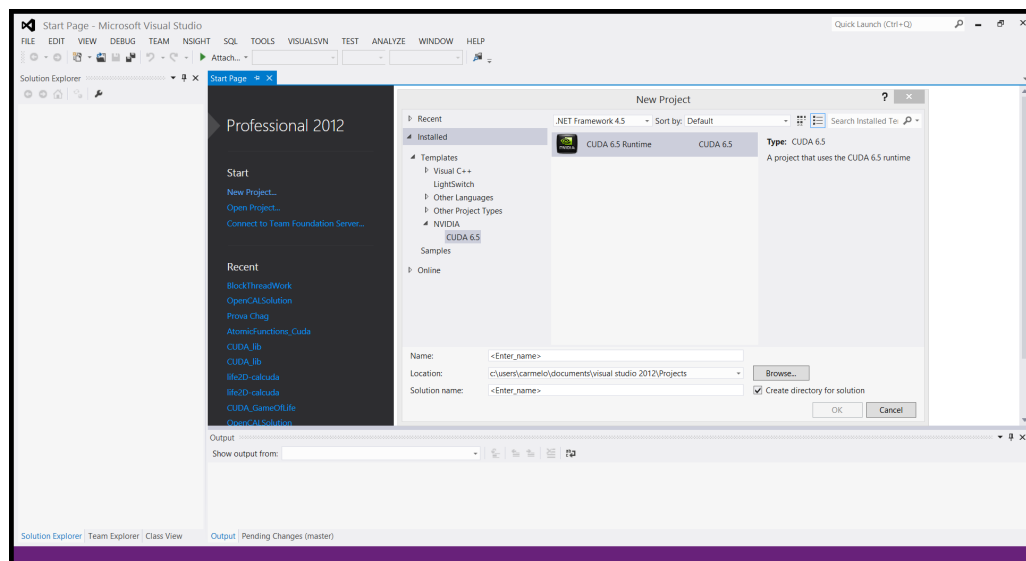 Start Page - Microsoft Visual Studio
Quick Launch (Ctrl+Q)
FILE EDIT VIEW DEBUG TEAM NSIGHT SQL TOOLS VISUALSVN TEST ANALYZE WINDOW HELP
Attach...
Solution Explorer
Start Page
Professional 2012
Start
New Project...
Open Project...
Connect to Team Foundation Server...
Recent
BlockThreadWork
OpenCALSolution
Prova Chag
AtomicFunctions_Cuda
CUDA_lib
CUDA_lib
life2D-calcuda
life2D-calcuda
CUDA_GameOfLife
OpenCALSolution
New Project
?
Recent
.NET Framework 4.5
Sort by: Default
Search Installed Te
Installed
Templates
Visual C++
LightSwitch
Other Languages
Other Project Types
NVIDIA
CUDA 6.5
Samples
Online
CUDA 6.5 Runtime CUDA 6.5
Type: CUDA 6.5
A project that uses the CUDA 6.5 runtime
Name: <Enter_name>
Location: c:\users\carmelo\documents\visual studio 2012\Projects
Browse...
Solution name: <Enter_name>
Create directory for solution
OK Cancel
Output
Show output from:
Solution Explorer Team Explorer Class View
Output Pending Changes (master)